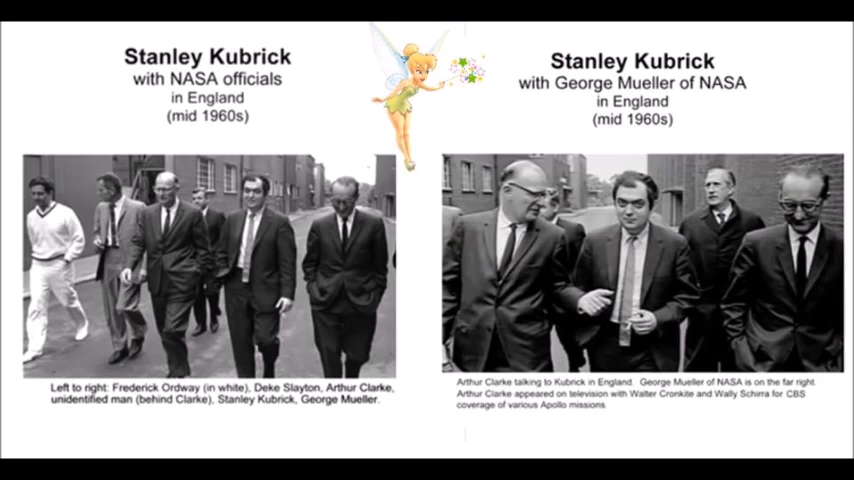 Stanley Kubrick
with NASA officials
in England
(mid 1960s)
Left to right: Frederick Ordway (in white), Deke Slayton, Arthur Clarke,
unidentified man (behind Clarke), Stanley Kubrick, George Mueller.
Stanley Kubrick
with George Mueller of NASA
in England
(mid 1960s)
Arthur Clarke talking to Kubrick in England. George Mueller of NASA is on the far right.
Arthur Clarke appeared on television with Walter Cronkite and Wally Schirra for CBS
coverage of various Apollo missions.